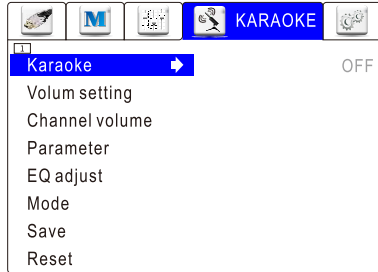 M KARAOKE
1
Karaoke OFF
Volum setting
Channel volume
Parameter
EQ adjust
Mode
Save
Reset